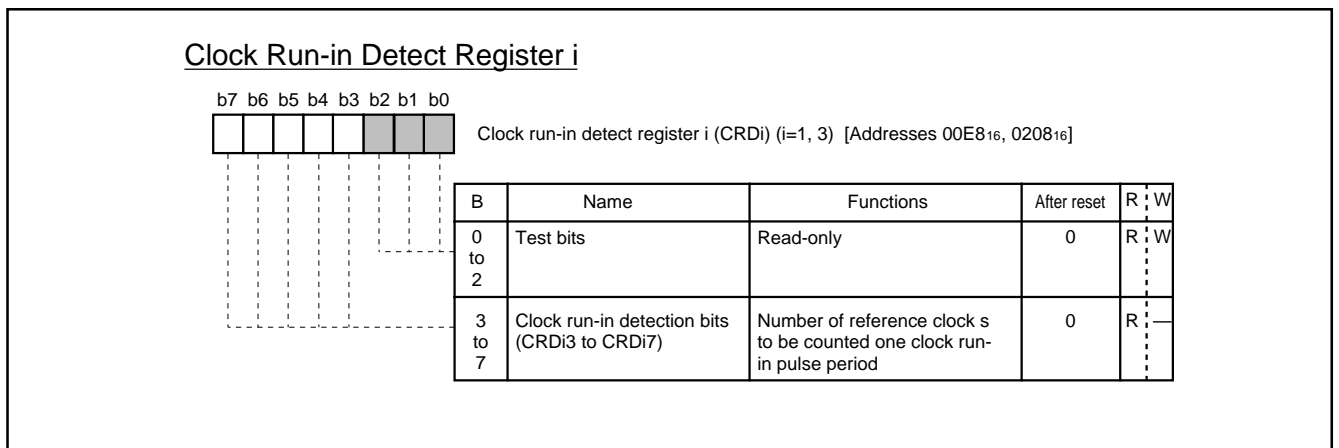 Clock Run-in Detect Register i
b7 b6 b5 b4 b3 b2 b1 b0
Clock run-in detect register i (CRDi) (i=1, 3) [Addresses 00E816, 020816]
B Name Functions After reset R W
0 to 2 Test bits Read-only 0 R W
3 to 7 Clock run-in detection bits (CRDi3 to CRDi7) Number of reference clock s to be counted one clock run-in pulse period 0 R —